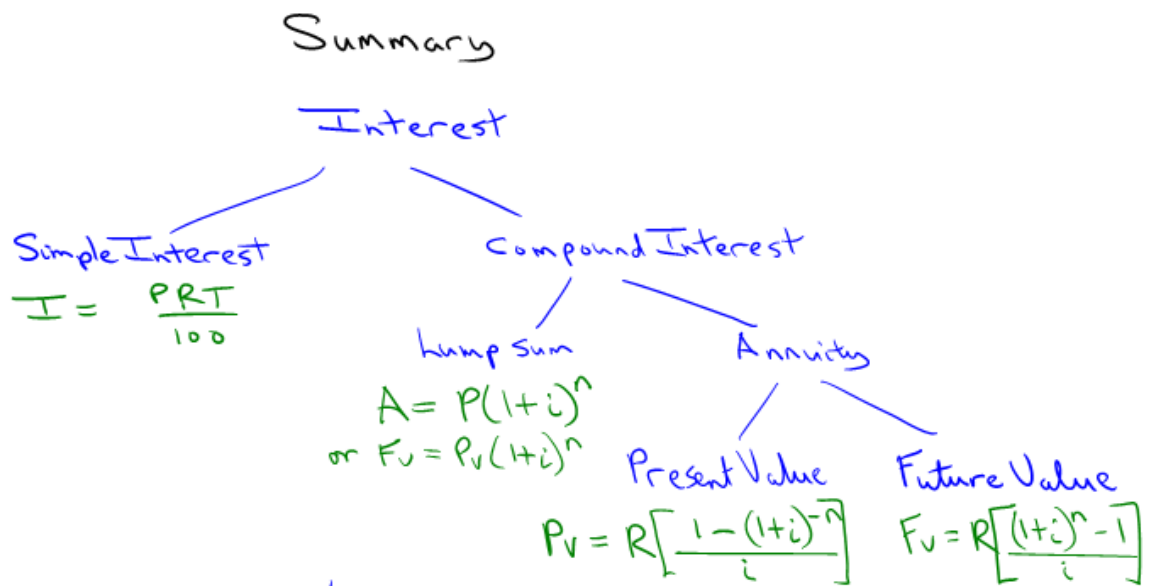 Summary
Interest
Simple Interest
I = PRT/100
Compound Interest
Lump Sum
A = P(1+i)^n
or Fv = Pv(1+i)^n
Annuity
Present Value
Pv = R[(1-(1+i)^-n)/i]
Future Value
Fv = R[((1+i)^n-1)/i]